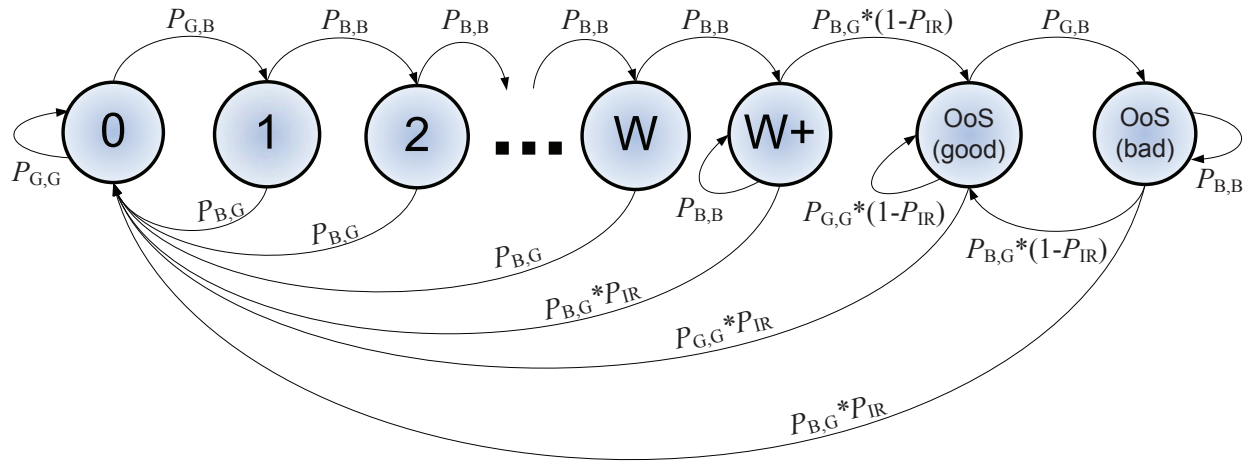 P_G,B
P_B,B
P_B,B
P_B,B
P_B,B
P_B,G*(1-P_IR)
P_G,B
0
1
2
...
W
W+
OoS
(good)
OoS
(bad)
P_G,G
P_B,B
P_G,G*(1-P_IR)
P_B,B
P_B,G
P_B,G
P_B,G
P_B,G*(1-P_IR)
P_B,G*P_IR
P_G,G*P_IR
P_B,G*P_IR